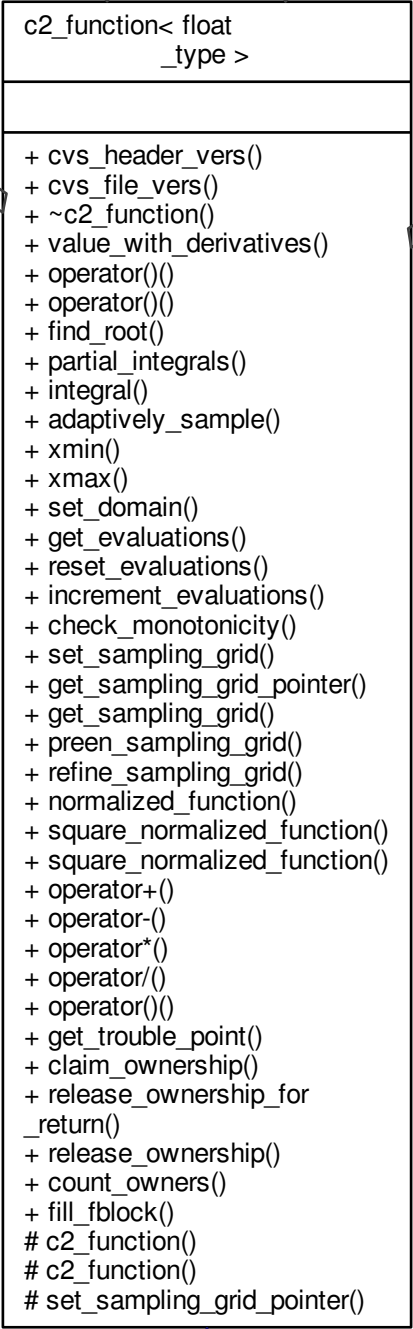 c2_function< float
_type >
+ cvs_header_vers()
+ cvs_file_vers()
+ ~c2_function()
+ value_with_derivatives()
+ operator()()
+ operator()()
+ find_root()
+ partial_integrals()
+ integral()
+ adaptively_sample()
+ xmin()
+ xmax()
+ set_domain()
+ get_evaluations()
+ reset_evaluations()
+ increment_evaluations()
+ check_monotonicity()
+ set_sampling_grid()
+ get_sampling_grid_pointer()
+ get_sampling_grid()
+ preen_sampling_grid()
+ refine_sampling_grid()
+ normalized_function()
+ square_normalized_function()
+ square_normalized_function()
+ operator+()
+ operator-()
+ operator*()
+ operator/()
+ operator()()
+ get_trouble_point()
+ claim_ownership()
+ release_ownership_for
_return()
+ release_ownership()
+ count_owners()
+ fill_fblock()
# c2_function()
# c2_function()
# set_sampling_grid_pointer()